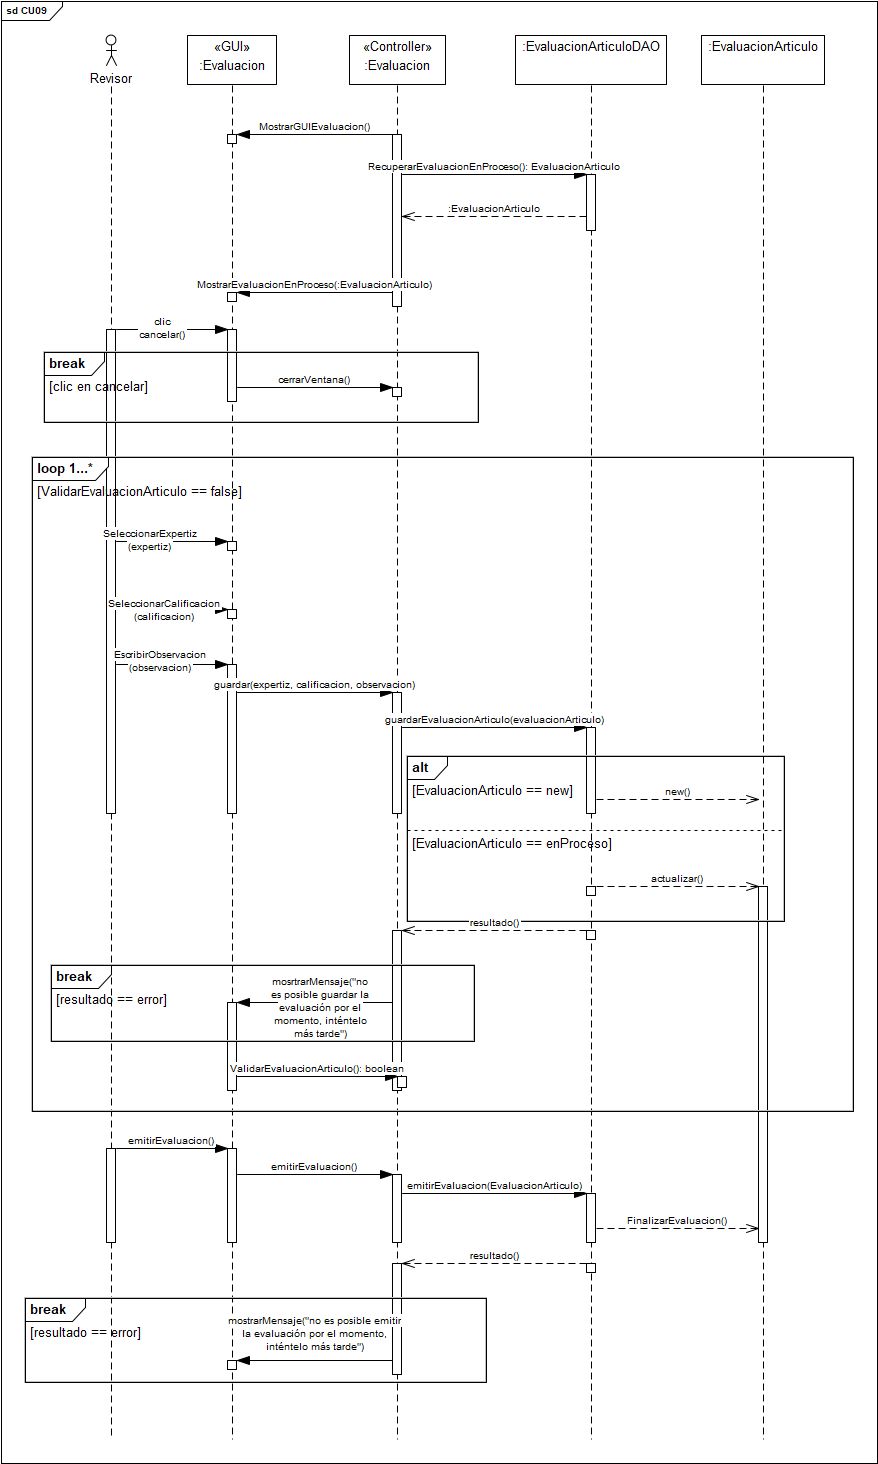 sd CU09
Revisor
«GUI»
:Evaluacion
«Controller»
:Evaluacion
:EvaluacionArticuloDAO
:EvaluacionArticulo
MostrarGUIEvaluacion()
RecuperarEvaluacionEnProceso(): EvaluacionArticulo
:EvaluacionArticulo
MostrarEvaluacionEnProceso(:EvaluacionArticulo)
clic
cancelar()
break
[clic en cancelar]
cerrarVentana()
loop 1...*
[ValidarEvaluacionArticulo == false]
SeleccionarExpertiz
(expertiz)
SeleccionarCalificacion
(calificacion)
EscribirObservacion
(observacion)
guardar(expertiz, calificacion, observacion)
guardarEvaluacionArticulo(evaluacionArticulo)
alt
[EvaluacionArticulo == new]
new()
[EvaluacionArticulo == enProceso]
actualizar()
resultado()
break
[resultado == error]
mosrtrarMensaje("no
es posible guardar la
evaluación por el
momento, inténtelo
más tarde")
ValidarEvaluacionArticulo(): boolean
emitirEvaluacion()
emitirEvaluacion()
emitirEvaluacion(EvaluacionArticulo)
FinalizarEvaluacion()
resultado()
break
[resultado == error]
mostrarMensaje("no es posible emitir
la evaluación por el momento,
inténtelo más tarde")